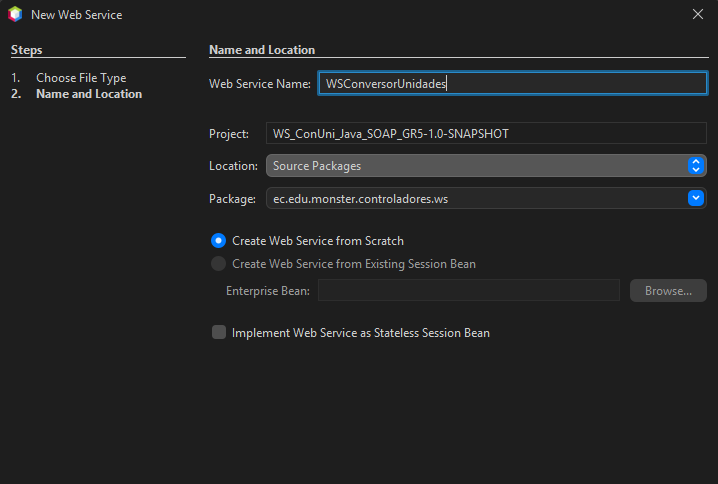 New Web Service
Steps
1. Choose File Type
2. Name and Location
Name and Location
Web Service Name: WSConversorUnidades
Project: WS_ConUni_Java_SOAP_GR5-1.0-SNAPSHOT
Location: Source Packages
Package: ec.edu.monster.controladores.ws
Create Web Service from Scratch
Create Web Service from Existing Session Bean
Enterprise Bean: Browse...
Implement Web Service as Stateless Session Bean